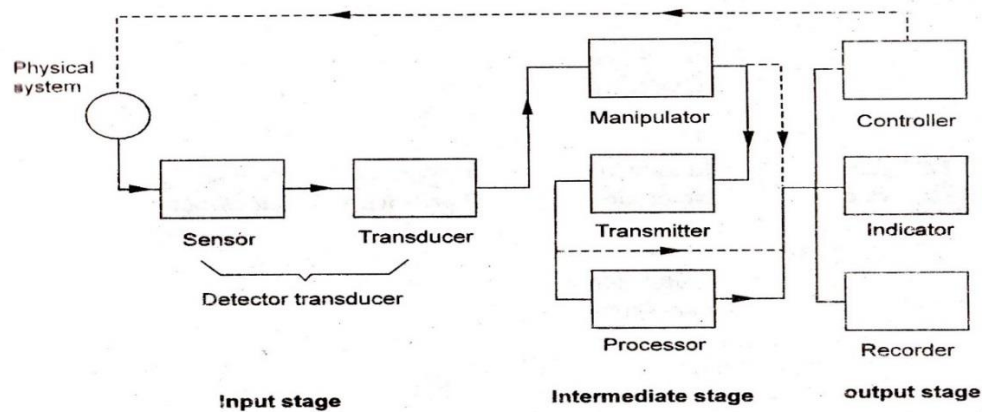 Physical
system
Sensor
Transducer
Detector transducer
Input stage
Manipulator
Transmitter
Processor
Intermediate stage
Controller
Indicator
Recorder
output stage